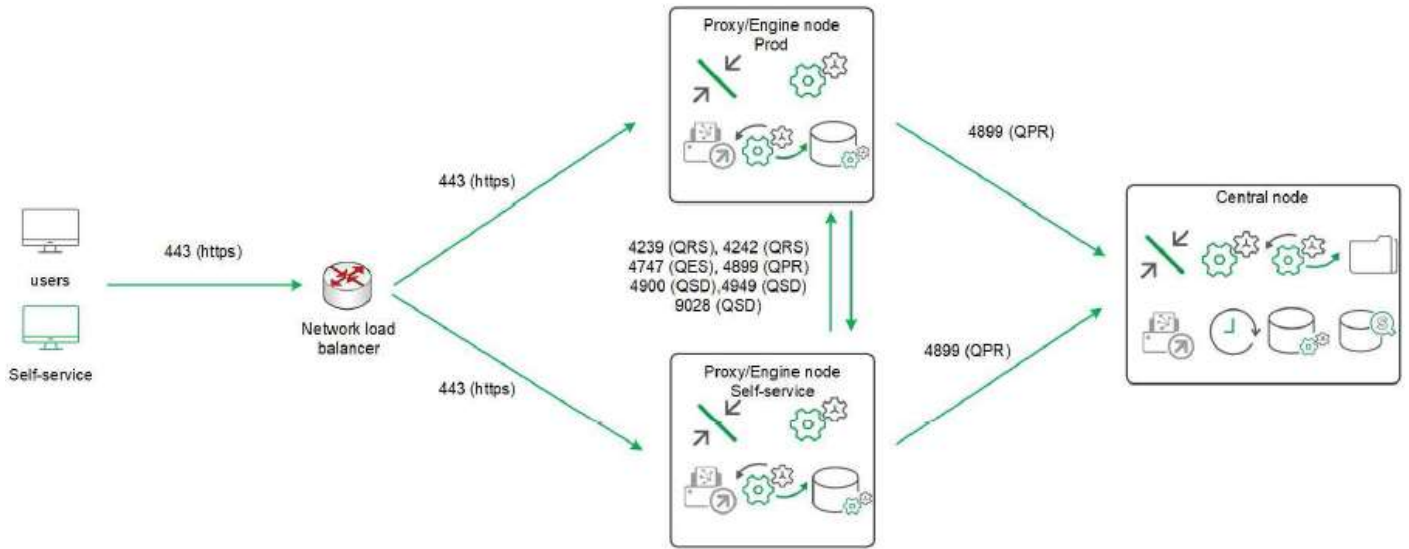 Proxy/Engine node
Prod
443 (https)
4899 (QPR)
Central node
users
443 (https)
4239 (QRS), 4242 (QRS)
4747 (QES), 4899 (QPR)
4900 (QSD),4949 (QSD)
9028 (QSD)
S
Network load
balancer
Self-service
443 (https)
Proxy/Engine node
Self-service
4899 (QPR)